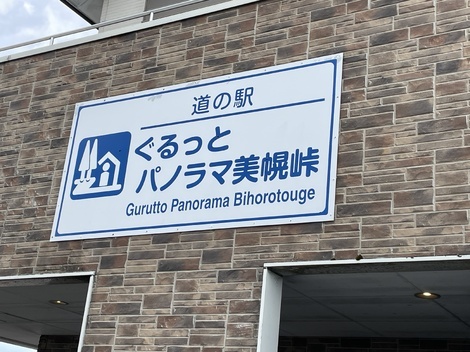 道の駅
ぐるっと
パノラマ美幌峠
Gurutto Panorama Bihorotouge